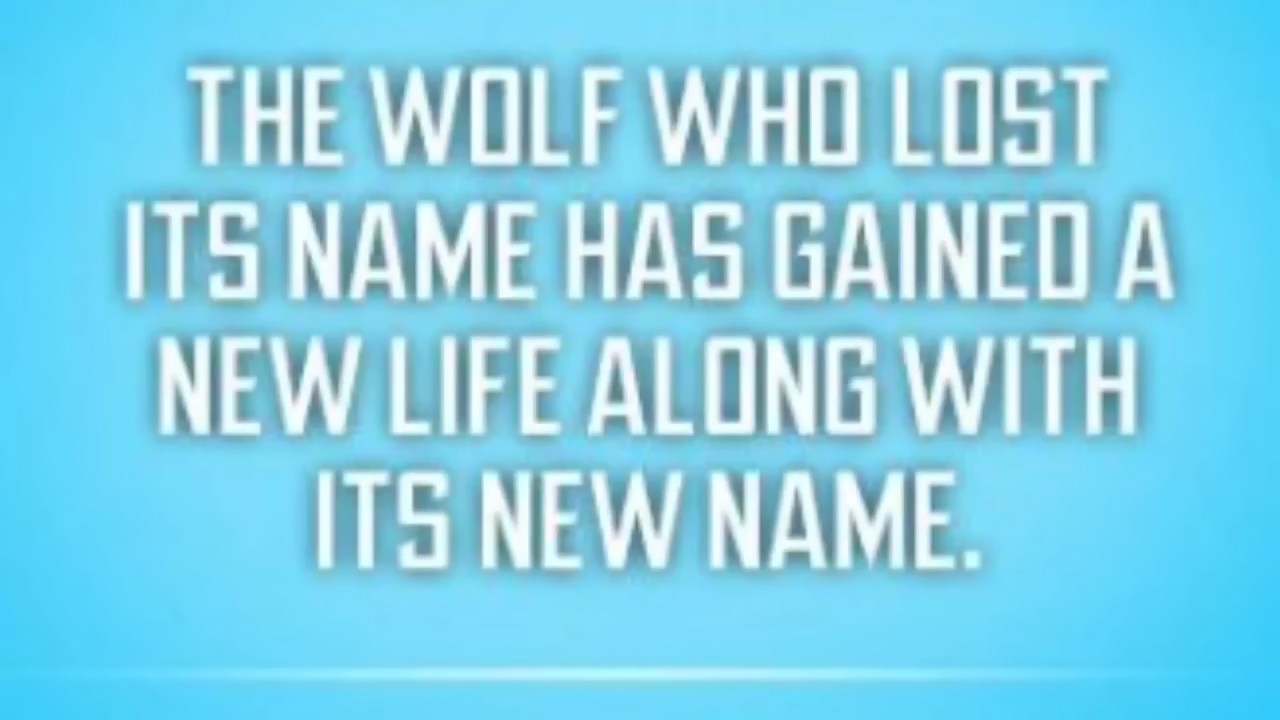 THE WOLF WHO LOST
ITS NAME HAS GAINED A
NEW LIFE ALONG WITH
ITS NEW NAME.